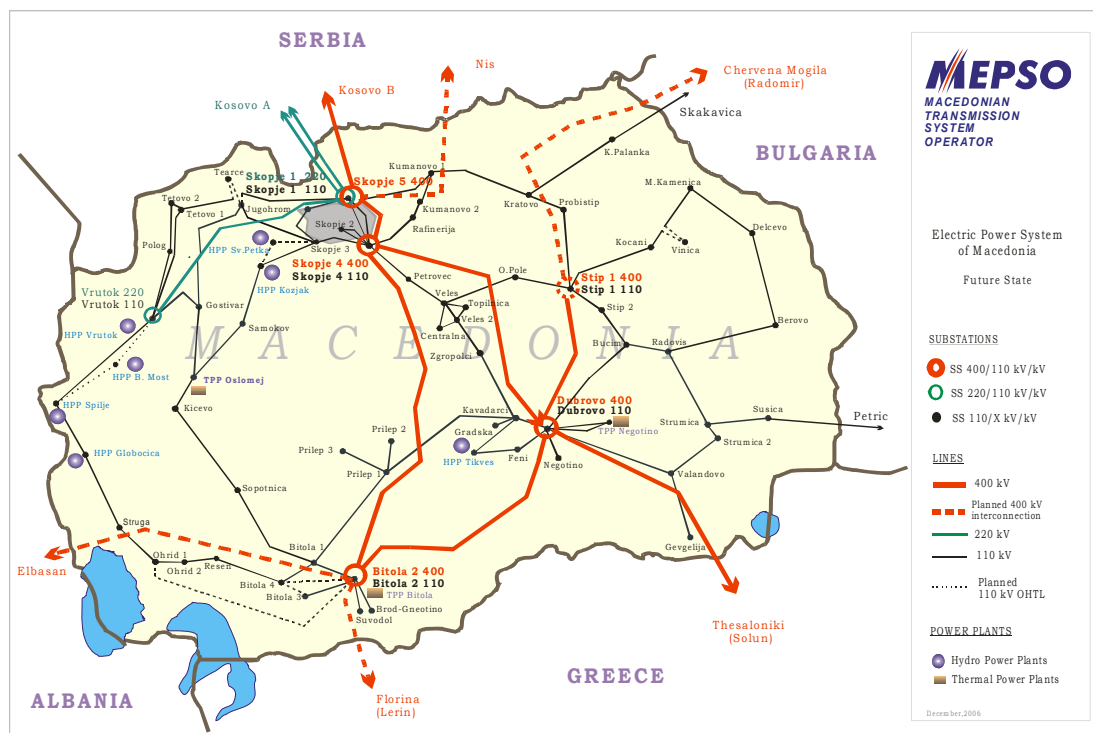 SERBIA
Nis
Kosovo B
Kosovo A
Chervena Mogila
(Radomir)
Skakavica
BULGARIA
K.Palanka
Kumanovo 1
Tearce
Skopje 1 220
Skopje 1 110
Skopje 5 400
M.Kamenica
Tetovo 2
Tetovo 1
Jugohrom
Kumanovo 2
Kratovo
Probistip
Skopje 2
Rafinerija
Delcevo
Polog
HPP Sv.Petka
Skopje 3
Kocani
Vinica
Skopje 4 400
Skopje 4 110
HPP Kozjak
Petrovec
O.Pole
Stip 1 400
Stip 1 110
Vrutok 220
Vrutok 110
Gostivar
Veles
Topilnica
Stip 2
HPP Vrutok
Samokov
Veles 2
Centralna
Berovo
MACEDONIA
Bucim
Radovis
Zgropolci
HPP B. Most
TPP Oslomej
HPP Spilje
Kicevo
Dubrovo 400
Dubrovo 110
Kavadarci
Susica
Petric
Prilep 2
Gradska
TPP Negotino
Strumica
Strumica 2
Prilep 3
HPP Globocica
HPP Tikves
Feni
Negotino
Prilep 1
Valandovo
Sopotnica
Struga
Gevgelija
Bitola 1
Ohrid 1
Ohrid 2
Resen
Elbasan
Bitola 4
Bitola 3
Bitola 2 400
Bitola 2 110
TPP Bitola
Brod-Gneotino
Suvodol
Thesaloniki
(Solun)
GREECE
ALBANIA
Florina
(Lerin)
MEPSO
MACEDONIAN
TRANSMISSION
SYSTEM
OPERATOR
Electric Power System
of Macedonia
Future State
SUBSTATIONS
SS 400/110 kV/kV
SS 220/110 kV/kV
SS 110/X kV/kV
LINES
400 kV
Planned 400 kV
interconnection
220 kV
110 kV
Planned
110 kV OHTL
POWER PLANTS
Hydro Power Plants
Thermal Power Plants
December,2006